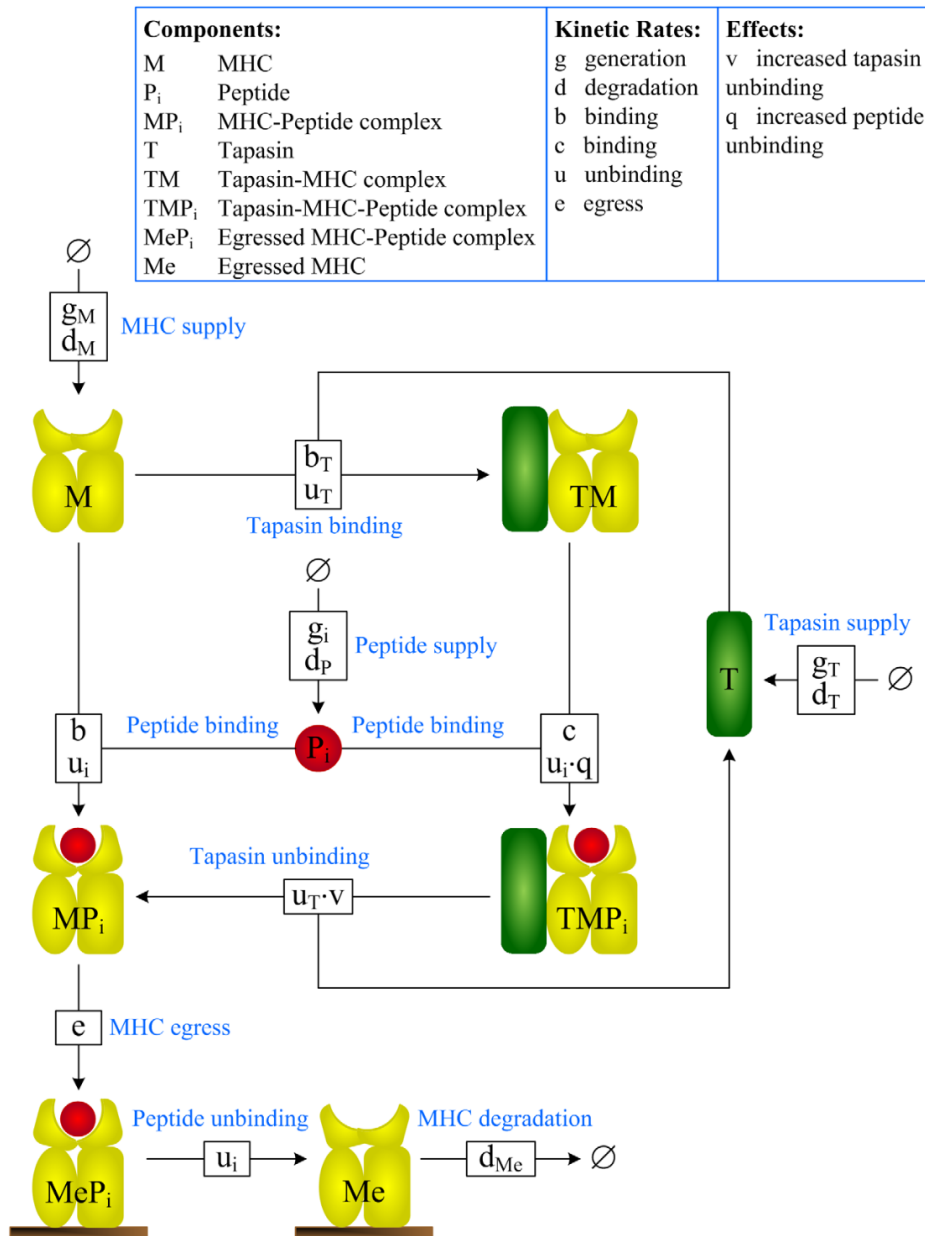 Components:
M MHC
Pi Peptide
MPi MHC-Peptide complex
T Tapasin
TM Tapasin-MHC complex
TMPi Tapasin-MHC-Peptide complex
MePi Egressed MHC-Peptide complex
Me Egressed MHC
Kinetic Rates:
g generation
d degradation
b binding
c binding
u unbinding
e egress
Effects:
v increased tapasin
unbinding
q increased peptide
unbinding
∅
gM
dM
MHC supply
M
bT
uT
Tapasin binding
TM
∅
gi
dP
Peptide supply
T
Tapasin supply
gT
dT
∅
b
ui
Peptide binding
Pi
Peptide binding
c
ui·q
MPi
Tapasin unbinding
uT·v
TMPi
e
MHC egress
MePi
Peptide unbinding
ui
Me
MHC degradation
dMe
∅